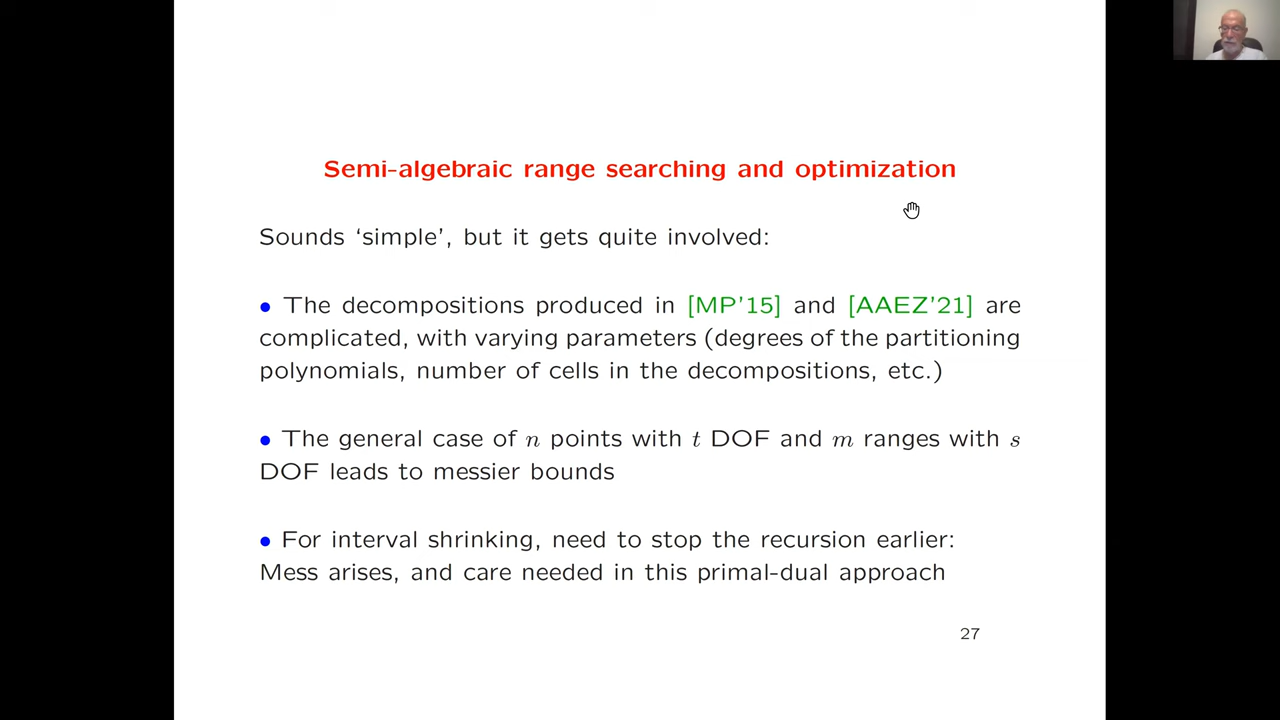 Semi-algebraic range searching and optimization
Sounds ‘simple’, but it gets quite involved:
• The decompositions produced in [MP’15] and [AAEZ’21] are
complicated, with varying parameters (degrees of the partitioning
polynomials, number of cells in the decompositions, etc.)
• The general case of n points with t DOF and m ranges with s
DOF leads to messier bounds
• For interval shrinking, need to stop the recursion earlier:
Mess arises, and care needed in this primal-dual approach
27